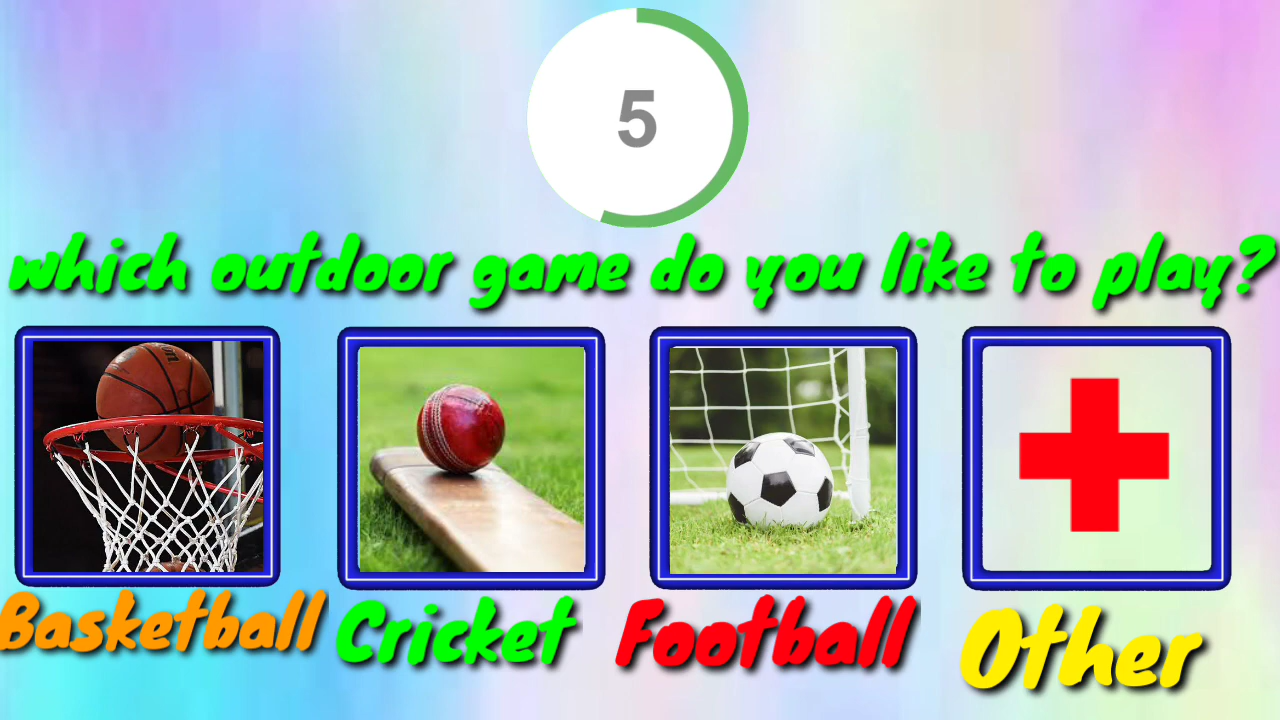 5
which outdoor game do you like to play?
Basketball
Cricket
Football
Other